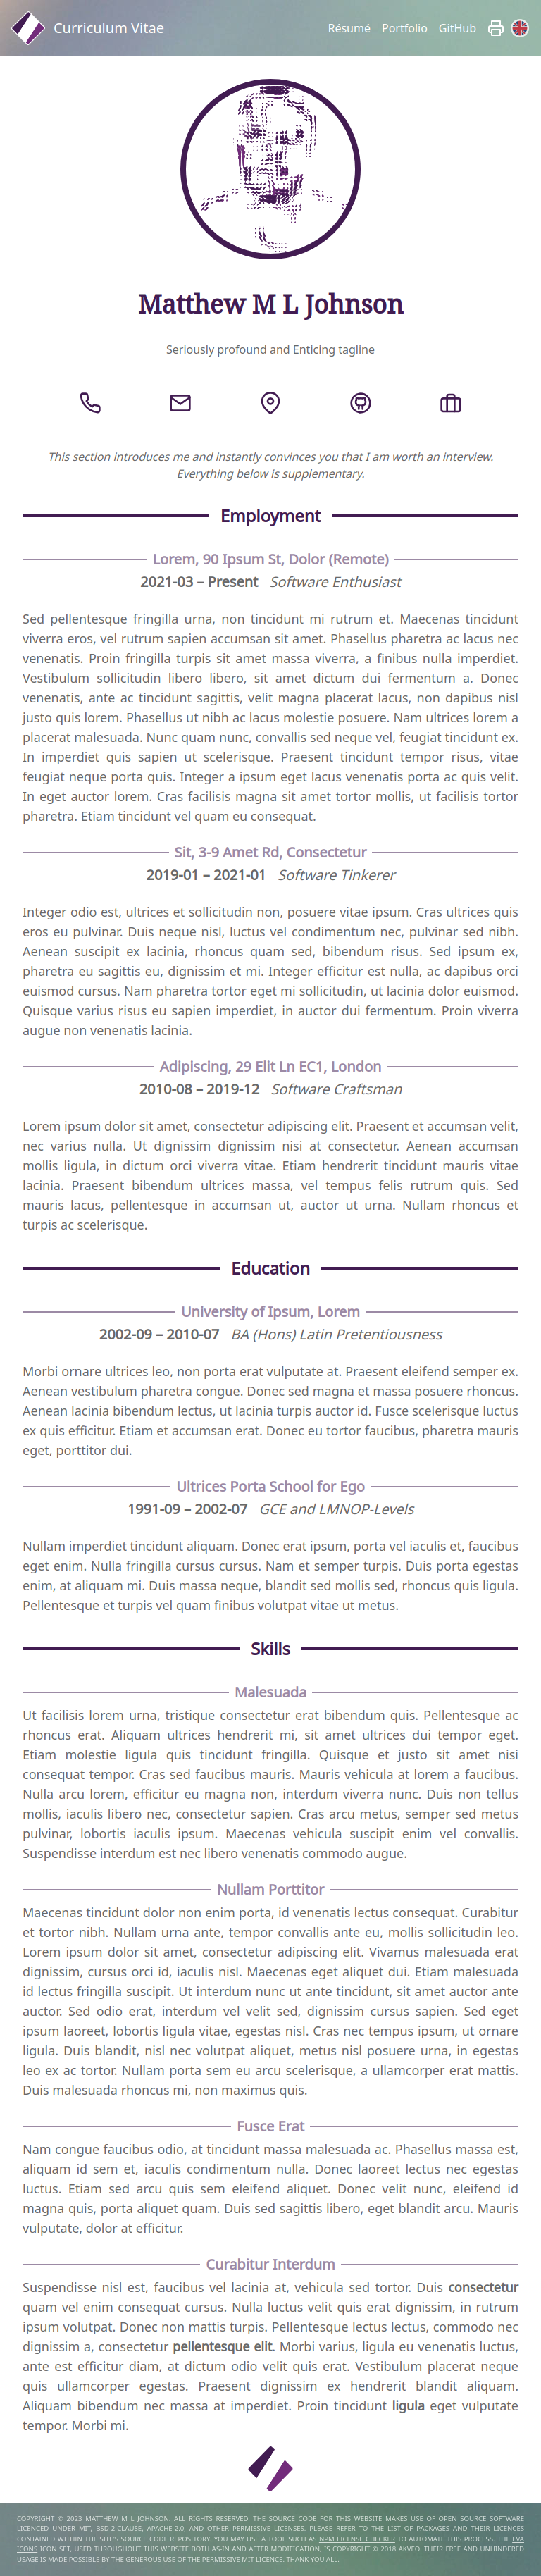 Curriculum Vitae
Résumé Portfolio GitHub
Matthew M L Johnson
Seriously profound and Enticing tagline
This section introduces me and instantly convinces you that I am worth an interview.
Everything below is supplementary.
Employment
Lorem, 90 Ipsum St, Dolor (Remote)
2021-03 – Present Software Enthusiast
Sed pellentesque fringilla urna, non tincidunt mi rutrum et. Maecenas tincidunt
viverra eros, vel rutrum sapien accumsan sit amet. Phasellus pharetra ac lacus nec
venenatis. Proin fringilla turpis sit amet massa viverra, a finibus nulla imperdiet.
Vestibulum sollicitudin libero libero, sit amet dictum dui fermentum a. Donec
venenatis, ante ac tincidunt sagittis, velit magna placerat lacus, non dapibus nisl
justo quis lorem. Phasellus ut nibh ac lacus molestie posuere. Nam ultrices lorem a
placerat malesuada. Nunc quam nunc, convallis sed neque vel, feugiat tincidunt ex.
In imperdiet quis sapien ut scelerisque. Praesent tincidunt tempor risus, vitae
feugiat neque porta quis. Integer a ipsum eget lacus venenatis porta ac quis velit.
In eget auctor lorem. Cras facilisis magna sit amet tortor mollis, ut facilisis tortor
pharetra. Etiam tincidunt vel quam eu consequat.
Sit, 3-9 Amet Rd, Consectetur
2019-01 – 2021-01 Software Tinkerer
Integer odio est, ultrices et sollicitudin non, posuere vitae ipsum. Cras ultrices quis
eros eu pulvinar. Duis neque nisl, luctus vel condimentum nec, pulvinar sed nibh.
Aenean suscipit ex lacinia, rhoncus quam sed, bibendum risus. Sed ipsum ex,
pharetra eu sagittis eu, dignissim et mi. Integer efficitur est nulla, ac dapibus orci
euismod cursus. Nam pharetra tortor eget mi sollicitudin, ut lacinia dolor euismod.
Quisque varius risus eu sapien imperdiet, in auctor dui fermentum. Proin viverra
augue non venenatis lacinia.
Adipiscing, 29 Elit Ln EC1, London
2010-08 – 2019-12 Software Craftsman
Lorem ipsum dolor sit amet, consectetur adipiscing elit. Praesent et accumsan velit,
nec varius nulla. Ut dignissim dignissim nisi at consectetur. Aenean accumsan
mollis ligula, in dictum orci viverra vitae. Etiam hendrerit tincidunt mauris vitae
lacinia. Praesent bibendum ultrices massa, vel tempus felis rutrum quis. Sed
mauris lacus, pellentesque in accumsan ut, auctor ut urna. Nullam rhoncus et
turpis ac scelerisque.
Education
University of Ipsum, Lorem
2002-09 – 2010-07 BA (Hons) Latin Pretentiousness
Morbi ornare ultrices leo, non porta erat vulputate at. Praesent eleifend semper ex.
Aenean vestibulum pharetra congue. Donec sed magna et massa posuere rhoncus.
Aenean lacinia bibendum lectus, ut lacinia turpis auctor id. Fusce scelerisque luctus
ex quis efficitur. Etiam et accumsan erat. Donec eu tortor faucibus, pharetra mauris
eget, porttitor dui.
Ultrices Porta School for Ego
1991-09 – 2002-07 GCE and LMNOP-Levels
Nullam imperdiet tincidunt aliquam. Donec erat ipsum, porta vel iaculis et, faucibus
eget enim. Nulla fringilla cursus cursus. Nam et semper turpis. Duis porta egestas
enim, at aliquam mi. Duis massa neque, blandit sed mollis sed, rhoncus quis ligula.
Pellentesque et turpis vel quam finibus volutpat vitae ut metus.
Skills
Malesuada
Ut facilisis lorem urna, tristique consectetur erat bibendum quis. Pellentesque ac
rhoncus erat. Aliquam ultrices hendrerit mi, sit amet ultrices dui tempor eget.
Etiam molestie ligula quis tincidunt fringilla. Quisque et justo sit amet nisi
consequat tempor. Cras sed faucibus mauris. Mauris vehicula at lorem a faucibus.
Nulla arcu lorem, efficitur eu magna non, interdum viverra nunc. Duis non tellus
mollis, iaculis libero nec, consectetur sapien. Cras arcu metus, semper sed metus
pulvinar, lobortis iaculis ipsum. Maecenas vehicula suscipit enim vel convallis.
Suspendisse interdum est nec libero venenatis commodo augue.
Nullam Porttitor
Maecenas tincidunt dolor non enim porta, id venenatis lectus consequat. Curabitur
et tortor nibh. Nullam urna ante, tempor convallis ante eu, mollis sollicitudin leo.
Lorem ipsum dolor sit amet, consectetur adipiscing elit. Vivamus malesuada erat
dignissim, cursus orci id, iaculis nisl. Maecenas eget aliquet dui. Etiam malesuada
id lectus fringilla suscipit. Ut interdum nunc ut ante tincidunt, sit amet auctor ante
auctor. Sed odio erat, interdum vel velit sed, dignissim cursus sapien. Sed eget
ipsum laoreet, lobortis ligula vitae, egestas nisl. Cras nec tempus ipsum, ut ornare
ligula. Duis blandit, nisl nec volutpat aliquet, metus nisl posuere urna, in egestas
leo ex ac tortor. Nullam porta sem eu arcu scelerisque, a ullamcorper erat mattis.
Duis malesuada rhoncus mi, non maximus quis.
Fusce Erat
Nam congue faucibus odio, at tincidunt massa malesuada ac. Phasellus massa est,
aliquam id sem et, iaculis condimentum nulla. Donec laoreet lectus nec egestas
luctus. Etiam sed arcu quis sem eleifend aliquet. Donec velit nunc, eleifend id
magna quis, porta aliquet quam. Duis sed sagittis libero, eget blandit arcu. Mauris
vulputate, dolor at efficitur.
Curabitur Interdum
Suspendisse nisl est, faucibus vel lacinia at, vehicula sed tortor. Duis consectetur
quam vel enim consequat cursus. Nulla luctus velit quis erat dignissim, in rutrum
ipsum volutpat. Donec non mattis turpis. Pellentesque lectus lectus, commodo nec
dignissim a, consectetur pellentesque elit. Morbi varius, ligula eu venenatis luctus,
ante est efficitur diam, at dictum odio velit quis erat. Vestibulum placerat neque
quis ullamcorper egestas. Praesent dignissim ex hendrerit blandit aliquam.
Aliquam bibendum nec massa at imperdiet. Proin tincidunt ligula eget vulputate
tempor. Morbi mi.
COPYRIGHT © 2023 MATTHEW M L JOHNSON. ALL RIGHTS RESERVED. THE SOURCE CODE FOR THIS WEBSITE MAKES USE OF OPEN SOURCE SOFTWARE
LICENCED UNDER MIT, BSD-2-CLAUSE, APACHE-2.0, AND OTHER PERMISSIVE LICENSES. PLEASE REFER TO THE LIST OF PACKAGES AND THEIR LICENCES
CONTAINED WITHIN THE SITE'S SOURCE CODE REPOSITORY. YOU MAY USE A TOOL SUCH AS NPM LICENSE CHECKER TO AUTOMATE THIS PROCESS. THE EVA
ICONS ICON SET, USED THROUGHOUT THIS WEBSITE BOTH AS-IN AND AFTER MODIFICATION, IS COPYRIGHT © 2018 AKVEO. THEIR FREE AND UNHINDERED
USAGE IS MADE POSSIBLE BY THE GENEROUS USE OF THE PERMISSIVE MIT LICENCE. THANK YOU ALL.